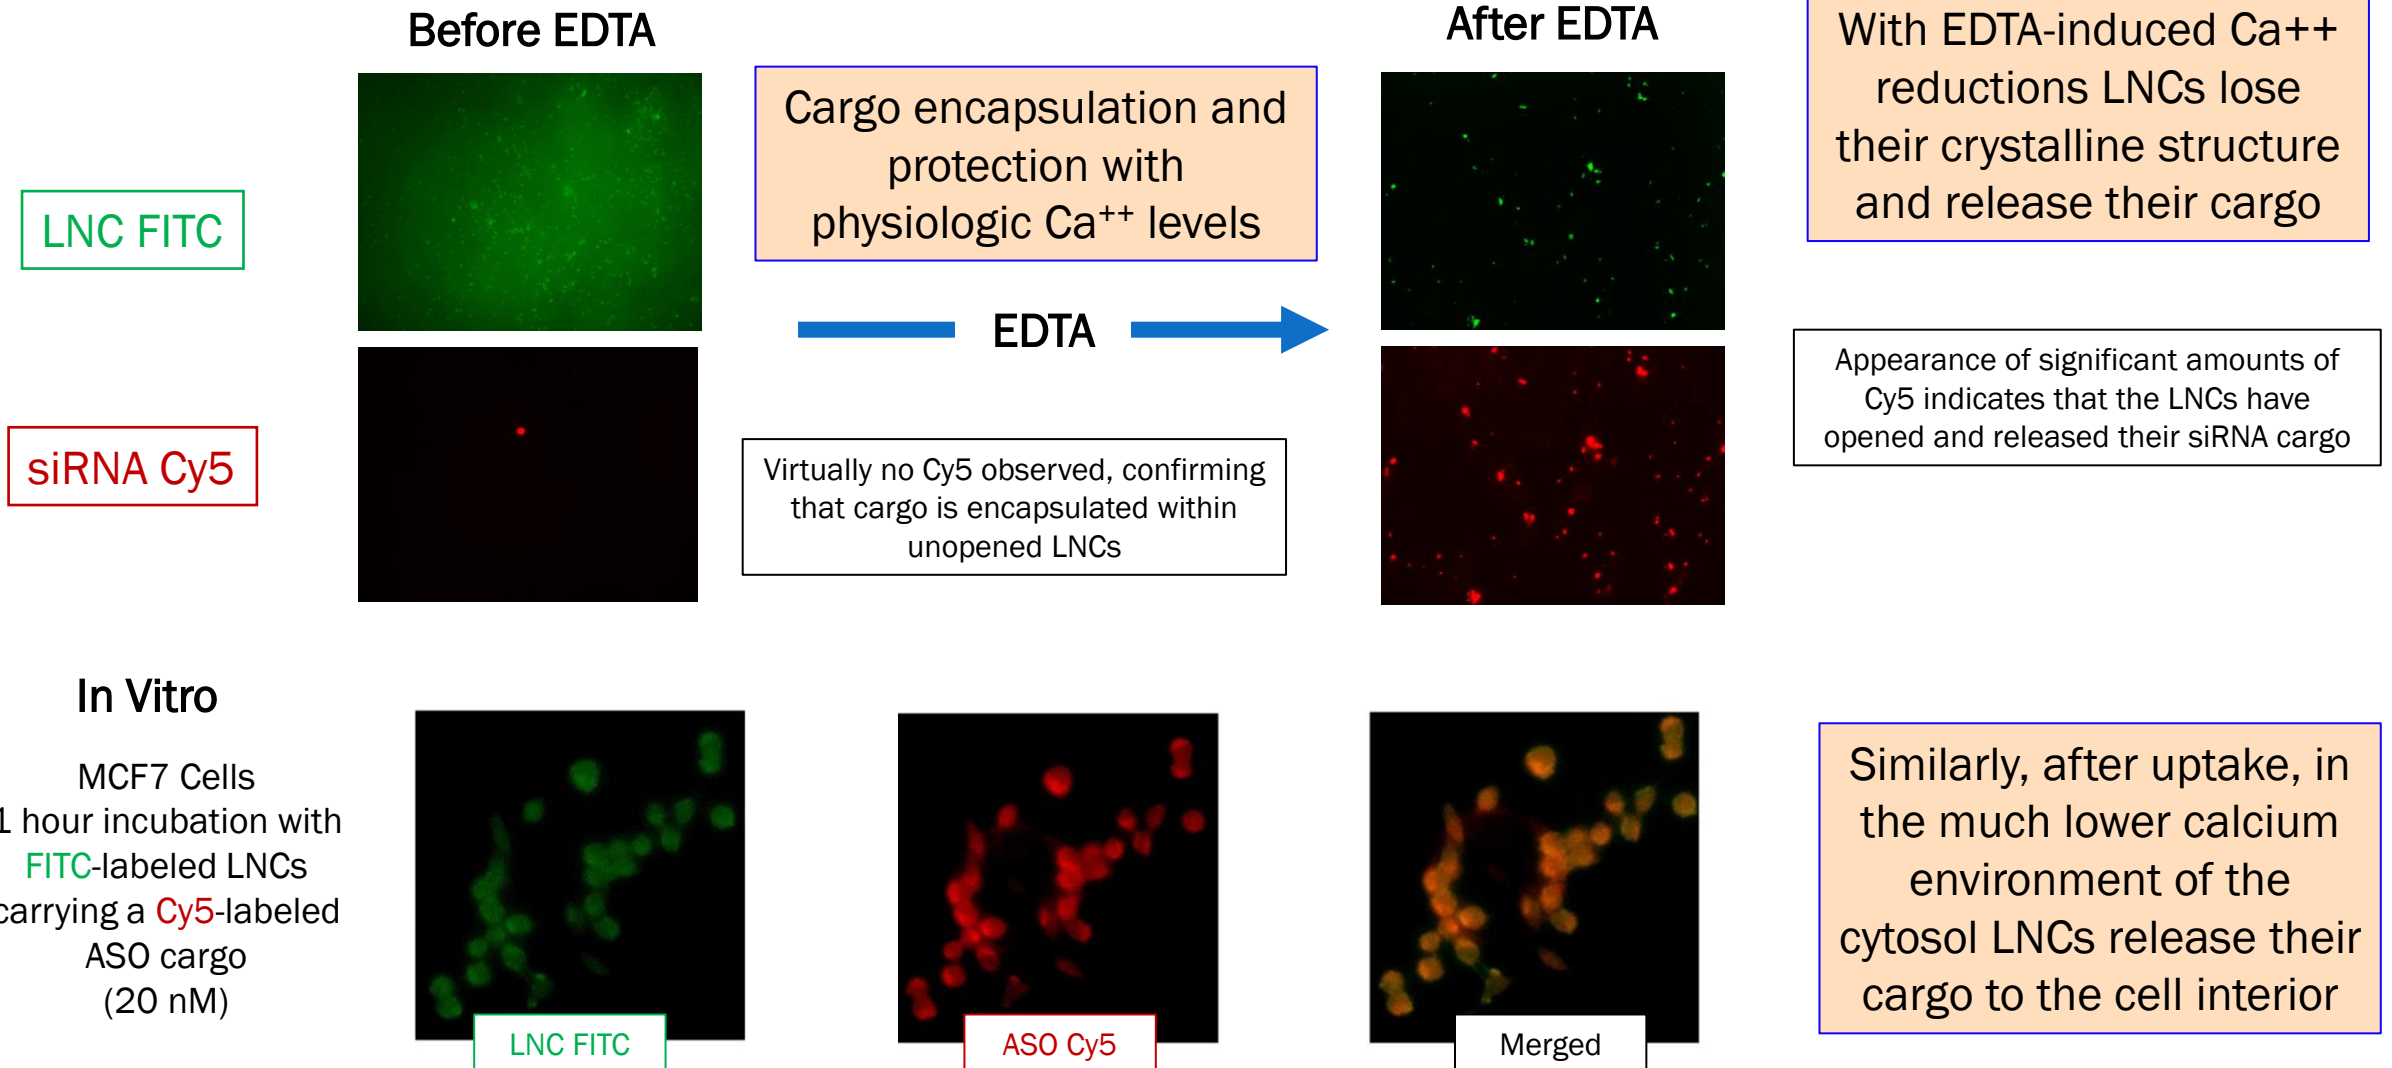 Before EDTA
After EDTA
With EDTA-induced Ca++
reductions LNCs lose
their crystalline structure
and release their cargo
Cargo encapsulation and
protection with
physiologic Ca⁺⁺ levels
LNC FITC
EDTA
Appearance of significant amounts of
Cy5 indicates that the LNCs have
opened and released their siRNA cargo
siRNA Cy5
Virtually no Cy5 observed, confirming
that cargo is encapsulated within
unopened LNCs
In Vitro
MCF7 Cells
1 hour incubation with
FITC-labeled LNCs
carrying a Cy5-labeled
ASO cargo
(20 nM)
LNC FITC
ASO Cy5
Merged
Similarly, after uptake, in
the much lower calcium
environment of the
cytosol LNCs release their
cargo to the cell interior